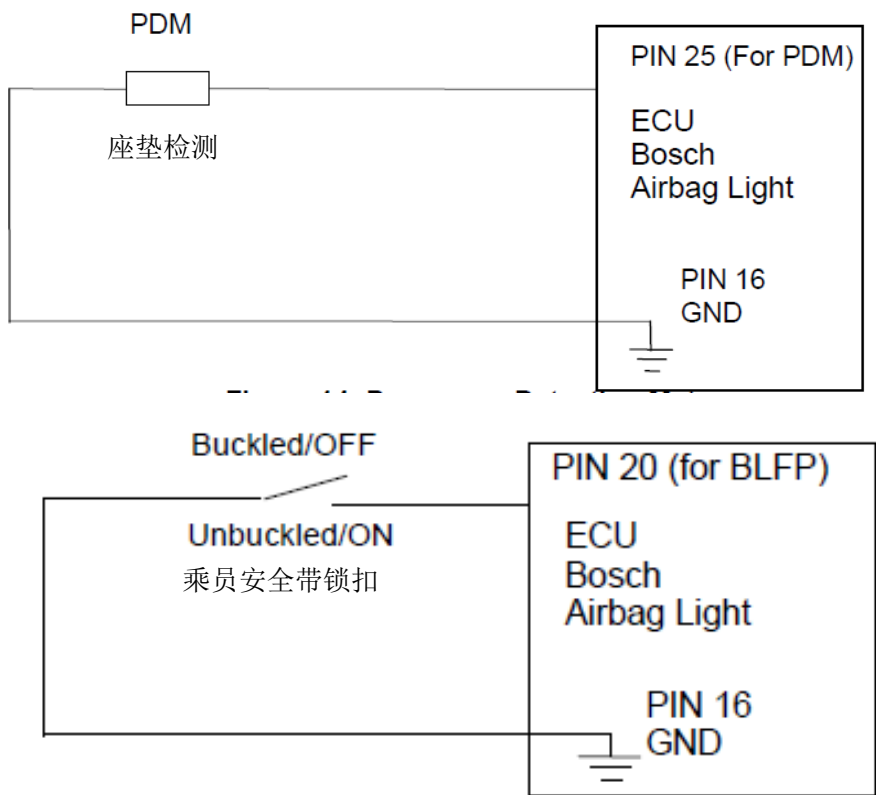 PDM
座垫检测
PIN 25 (For PDM)
ECU
Bosch
Airbag Light
PIN 16
GND
Buckled/OFF
Unbuckled/ON
乘员安全带锁扣
PIN 20 (for BLFP)
ECU
Bosch
Airbag Light
PIN 16
GND